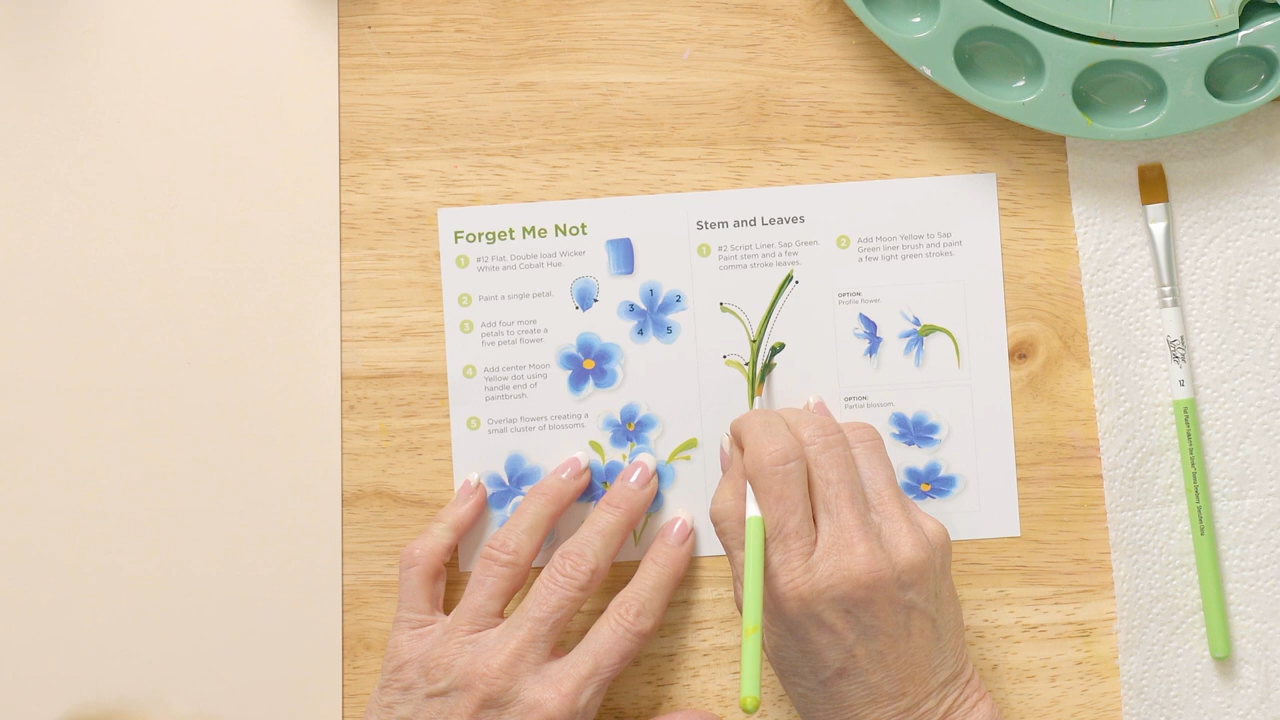 Forget Me Not
1 #12 Flat. Double load Wicker
White and Cobalt Hue.
2 Paint a single petal.
3 Add four more
petals to create a
five petal flower.
4 Add center Moon
Yellow dot using
handle end of
paintbrush.
5 Overlap flowers creating a
small cluster of blossoms.
1
2
3
4
5
Stem and Leaves
1 #2 Script Liner. Sap Green.
Paint stem and a few
comma stroke leaves.
2 Add Moon Yellow to Sap
Green liner brush and paint
a few light green strokes.
OPTION:
Profile flower.
OPTION:
Partial blossom.
12